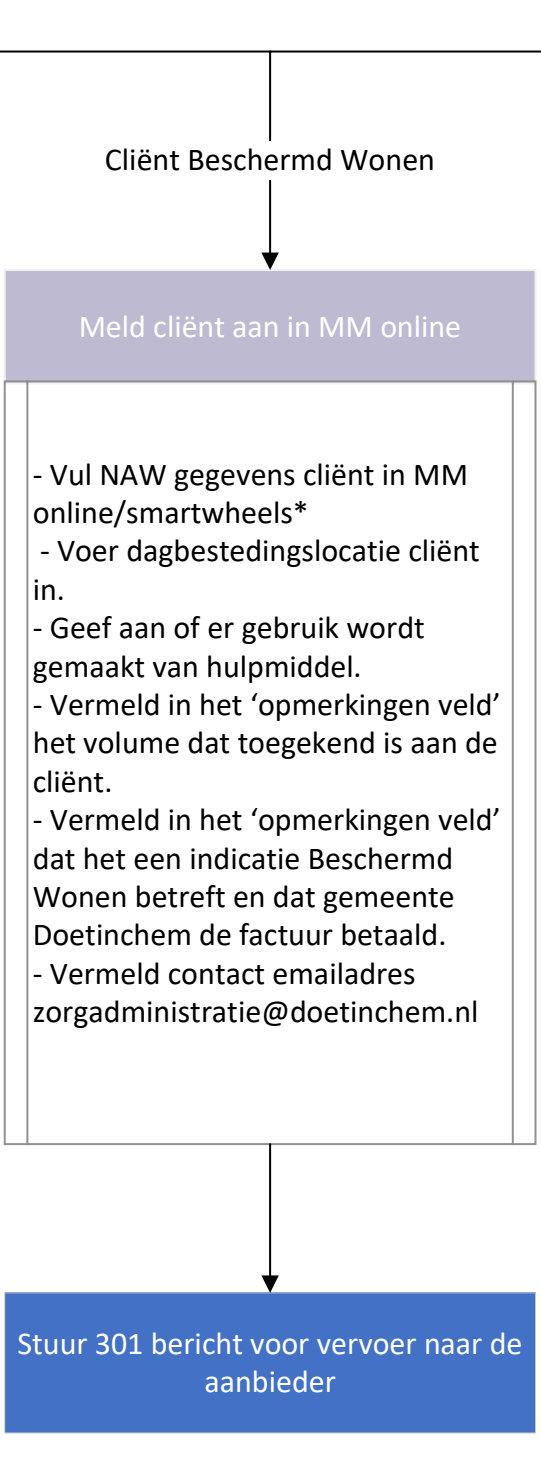 Cliënt Beschermd Wonen
Meld cliënt aan in MM online
- Vul NAW gegevens cliënt in MM
online/smartwheels*
- Voer dagbestedingslocatie cliënt
in.
- Geef aan of er gebruik wordt
gemaakt van hulpmiddel.
- Vermeld in het ‘opmerkingen veld’
het volume dat toegekend is aan de
cliënt.
- Vermeld in het ‘opmerkingen veld’
dat het een indicatie Beschermd
Wonen betreft en dat gemeente
Doetinchem de factuur betaald.
- Vermeld contact emailadres
zorgadministratie@doetinchem.nl
Stuur 301 bericht voor vervoer naar de
aanbieder